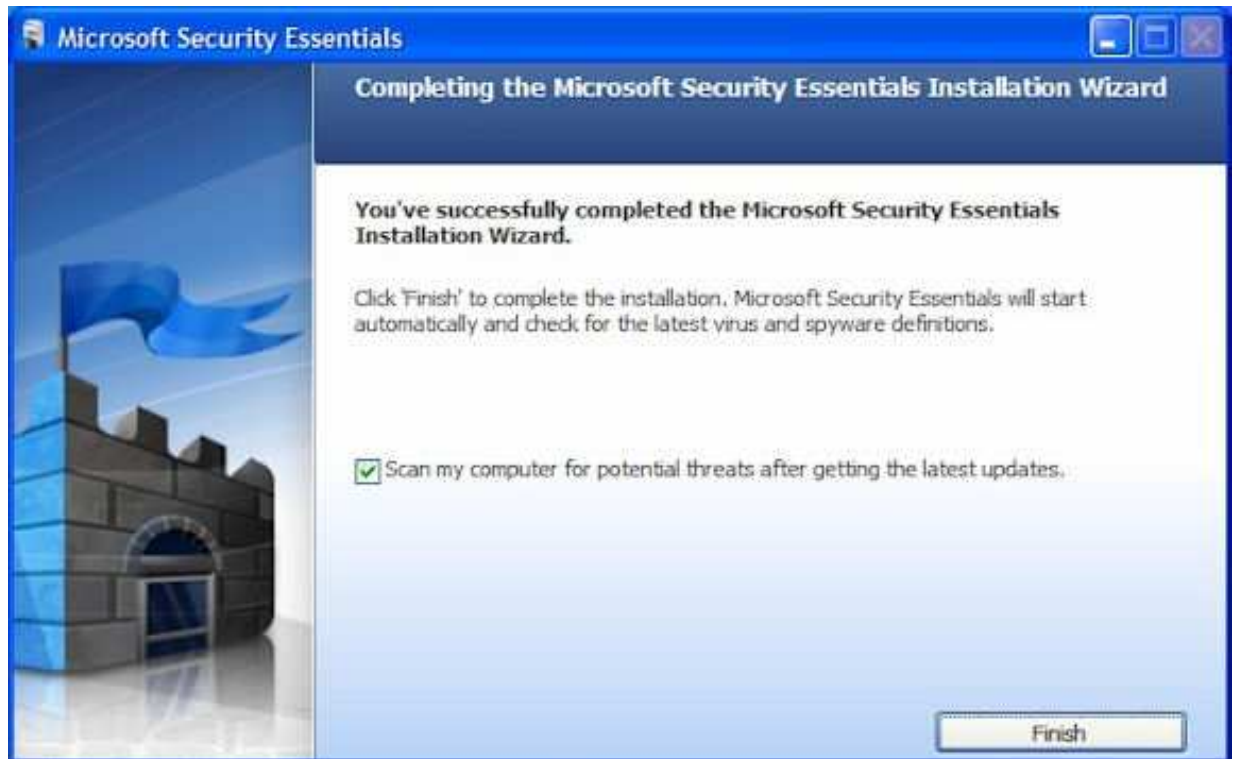 Microsoft Security Essentials
Completing the Microsoft Security Essentials Installation Wizard
You've successfully completed the Microsoft Security Essentials
Installation Wizard.
Click 'Finish' to complete the installation. Microsoft Security Essentials will start
automatically and check for the latest virus and spyware definitions.
Scan my computer for potential threats after getting the latest updates.
Finish